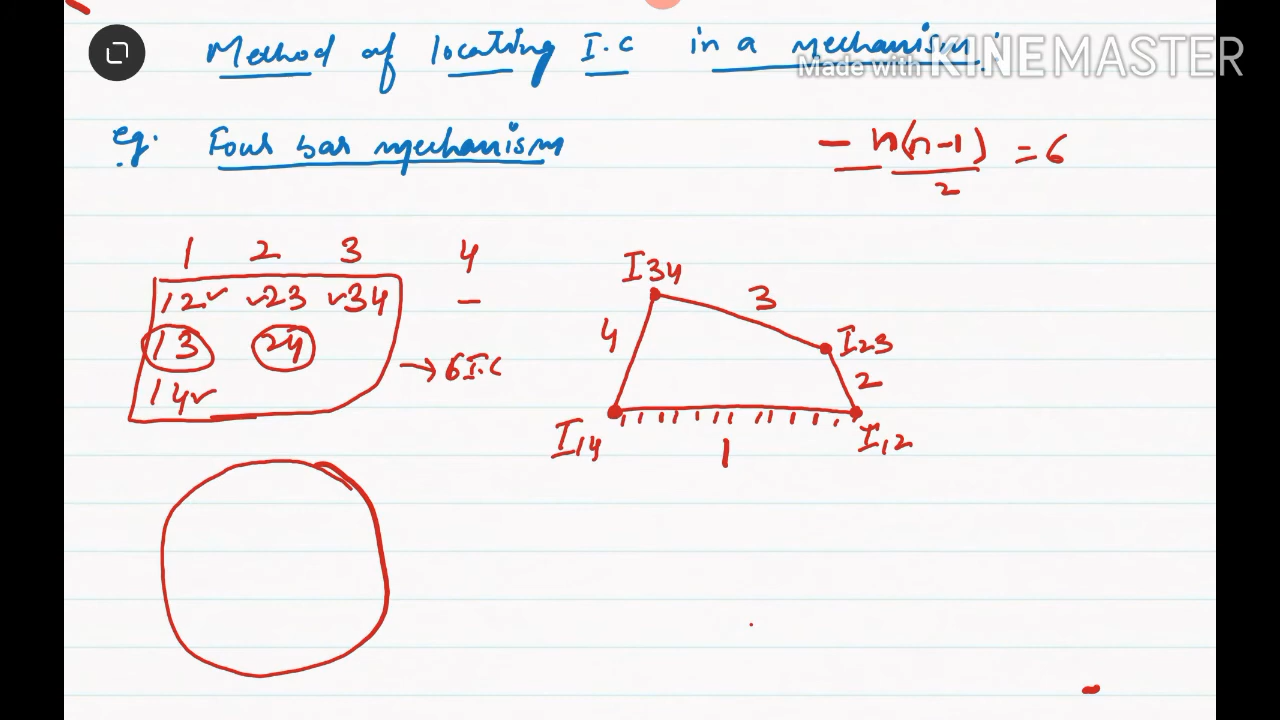 Method of locating I.C in a mechanism:
Made with KINEMASTER
eg. Four bar mechanism
- n(n-1)/2 = 6
1 2 3 4
12✓ ✓23 ✓34 -
13 24
14✓
→ 6 I.C
I34
3
4
I23
2
I14
I12
1